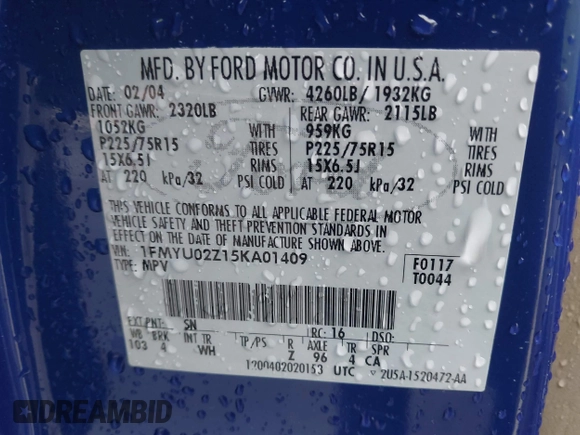 MFD. BY FORD MOTOR CO. IN U.S.A.
DATE: 02/04 GVWR: 4260LB/ 1932KG
FRONT GAWR: 2320LB REAR GAWR: 2115LB
1052KG WITH 959KG WITH
P225/75R15 TIRES P225/75R15 TIRES
15X6.5J RIMS 15X6.5J RIMS
AT 220 kPa/32 PSI COLD AT 220 kPa/32 PSI COLD
THIS VEHICLE CONFORMS TO ALL APPLICABLE FEDERAL MOTOR
VEHICLE SAFETY AND THEFT PREVENTION STANDARDS IN
EFFECT ON THE DATE OF MANUFACTURE SHOWN ABOVE.
VIN: 1FMYU02Z15KA01409 F0117
TYPE: MPV T0044
EXT PNT: SN RC: 16 DSO:
WB BRK INT TR TP/PS R AXLE TR SPR
103 4 WH Z 96 4 CA
120040202015​3 UTC 2U5A-1520472-AA
DREAMBID